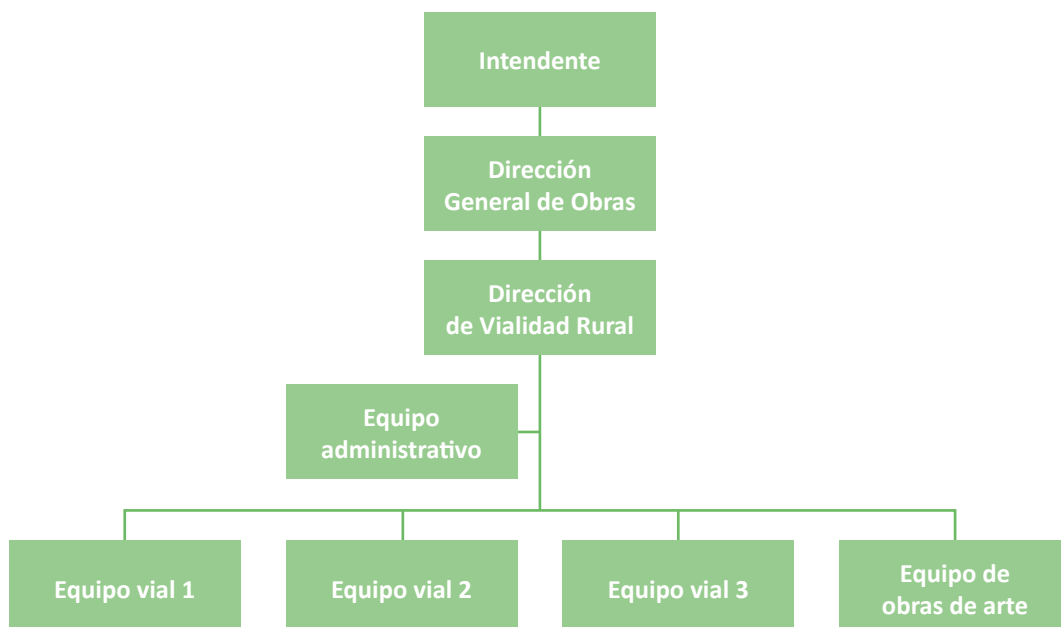 Intendente
Dirección
General de Obras
Dirección
de Vialidad Rural
Equipo
administrativo
Equipo vial 1
Equipo vial 2
Equipo vial 3
Equipo de
obras de arte